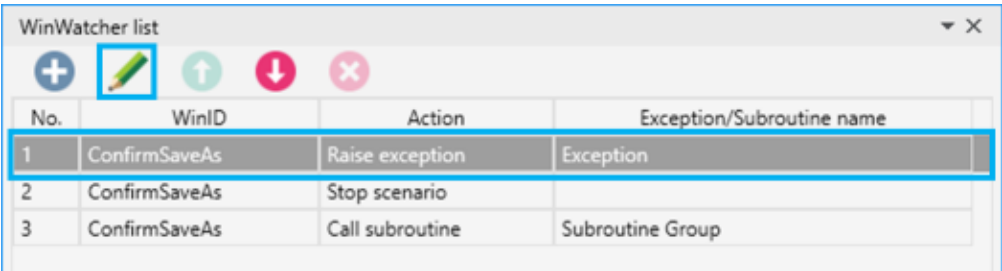 WinWatcher list
No. WinID Action Exception/Subroutine name
1 ConfirmSaveAs Raise exception Exception
2 ConfirmSaveAs Stop scenario
3 ConfirmSaveAs Call subroutine Subroutine Group